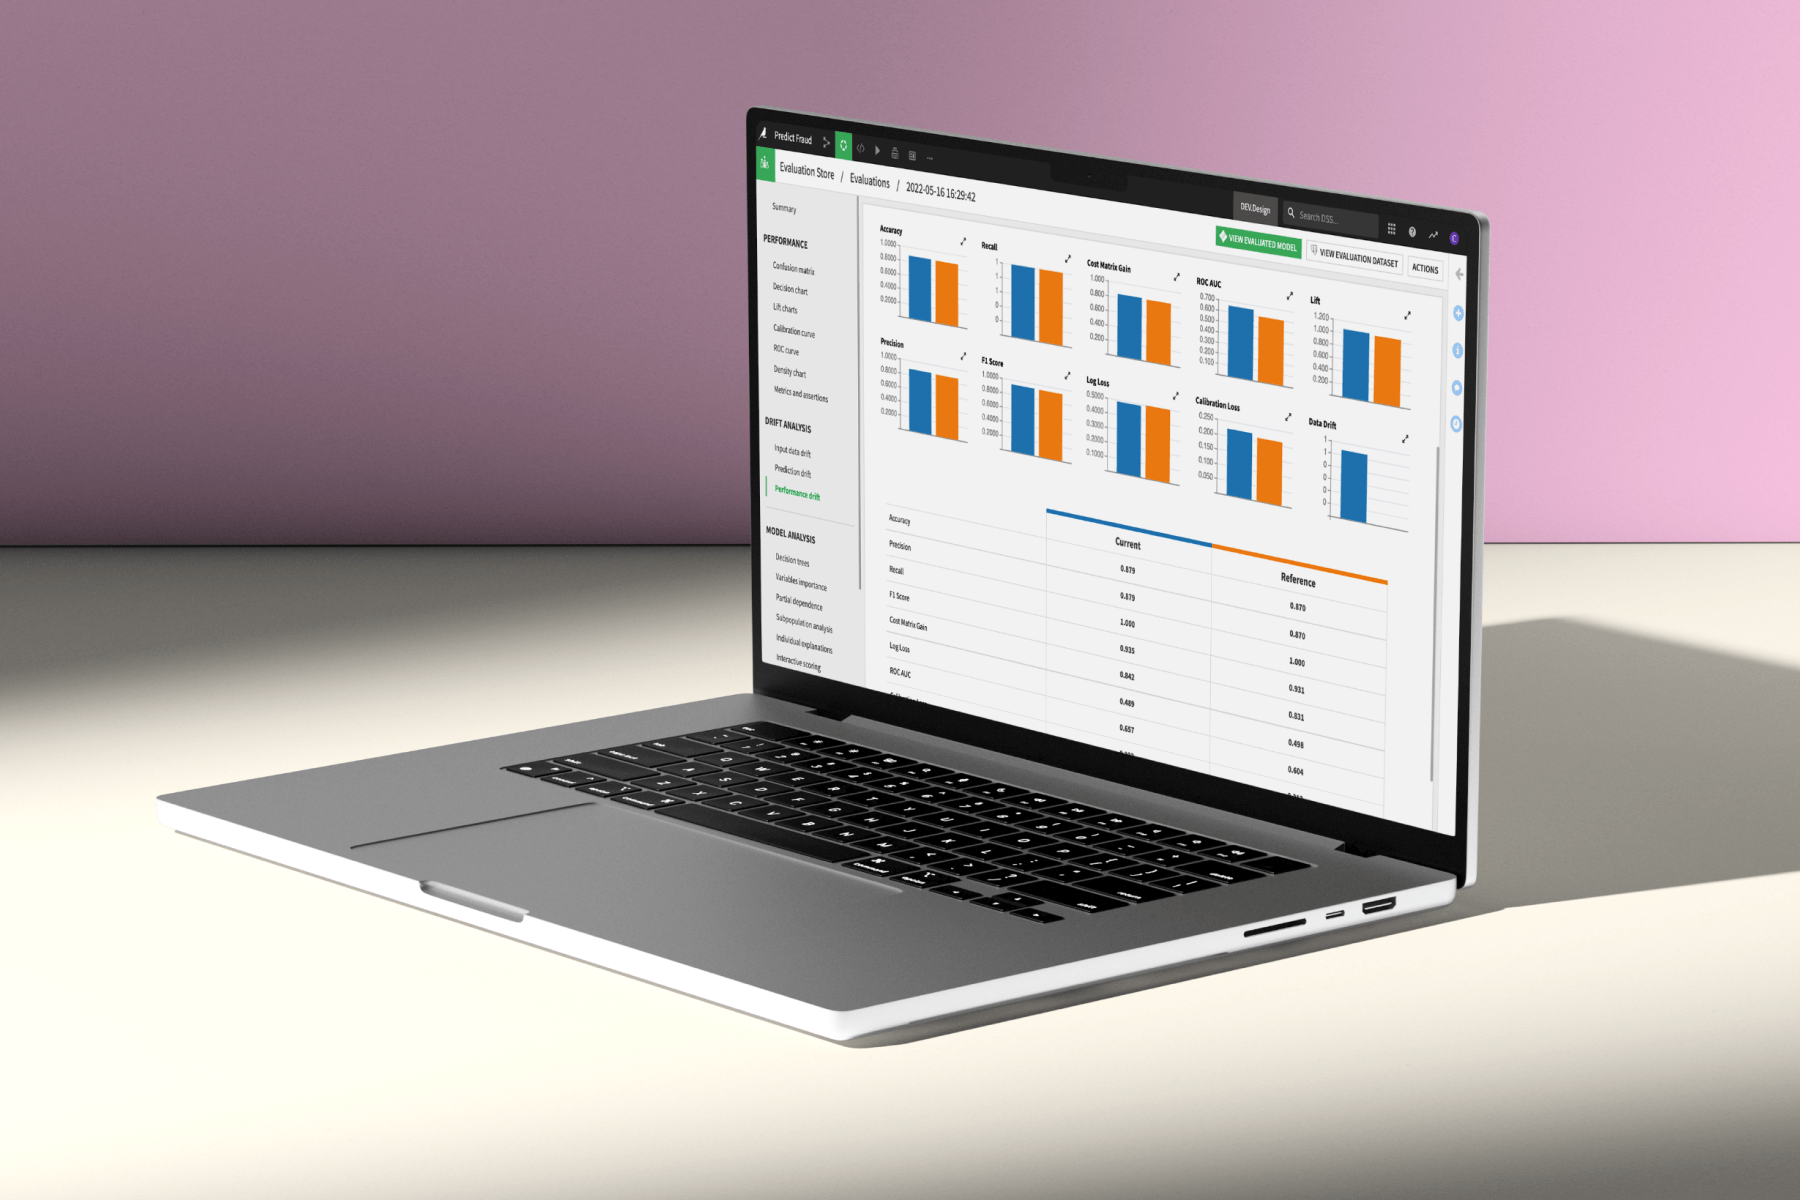 Predict Fraud
DEV.Design
Search DSS...
Evaluation Store / Evaluations / 2022-05-16 16:29:42
VIEW EVALUATED MODEL
VIEW EVALUATION DATASET
ACTIONS
Summary
PERFORMANCE
Confusion matrix
Decision chart
Lift charts
Calibration curve
ROC curve
Density chart
Metrics and assertions
DRIFT ANALYSIS
Input data drift
Prediction drift
Performance drift
MODEL ANALYSIS
Decision trees
Variables importance
Partial dependence
Subpopulation analysis
Individual explanations
Interactive scoring
Accuracy
1.0000
0.8000
0.6000
0.4000
0.2000
Recall
1
1
1
0
0
Cost Matrix Gain
1.000
0.800
0.600
0.400
0.200
ROC AUC
0.700
0.600
0.500
0.400
0.300
0.200
0.100
Lift
1.200
1.000
0.800
0.600
0.400
0.200
Precision
1.0000
0.8000
0.6000
0.4000
0.2000
F1 Score
1.0000
0.8000
0.6000
0.4000
0.2000
Log Loss
0.5000
0.4000
0.3000
0.2000
0.1000
Calibration Loss
0.250
0.200
0.150
0.100
0.050
Data Drift
1
1
0
0
0
0
Current
Reference
Accuracy
0.879
0.870
Precision
0.879
0.870
Recall
1.000
1.000
F1 Score
0.935
0.931
Cost Matrix Gain
0.842
0.831
Log Loss
0.489
0.498
ROC AUC
0.657
0.604